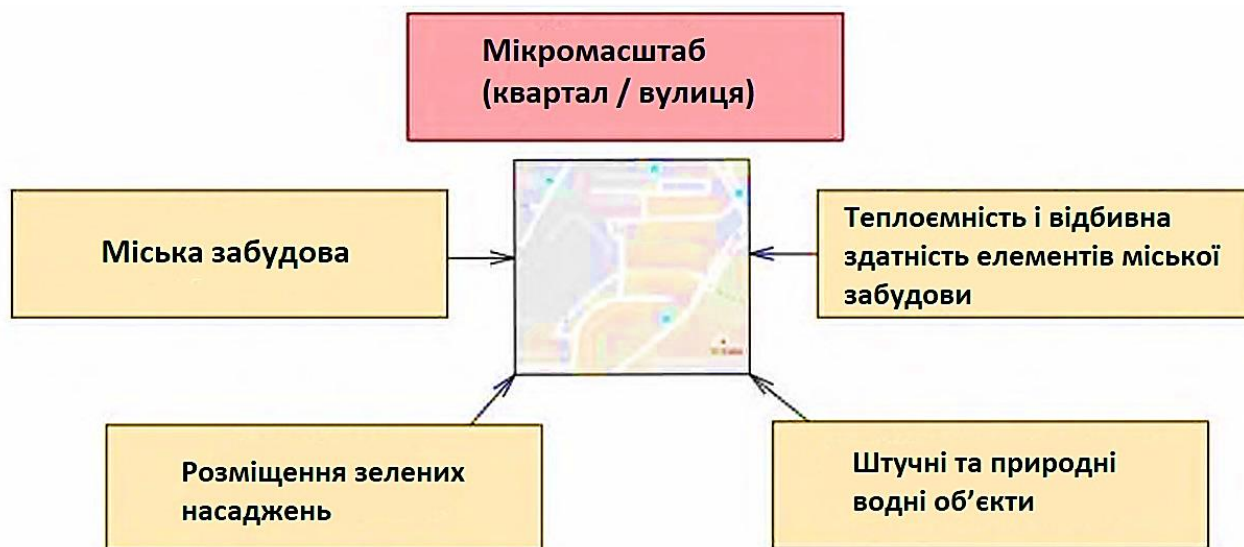 Мікромасштаб
(квартал / вулиця)
Міська забудова
Теплоємність і відбивна
здатність елементів міської
забудови
Розміщення зелених
насаджень
Штучні та природні
водні об’єкти